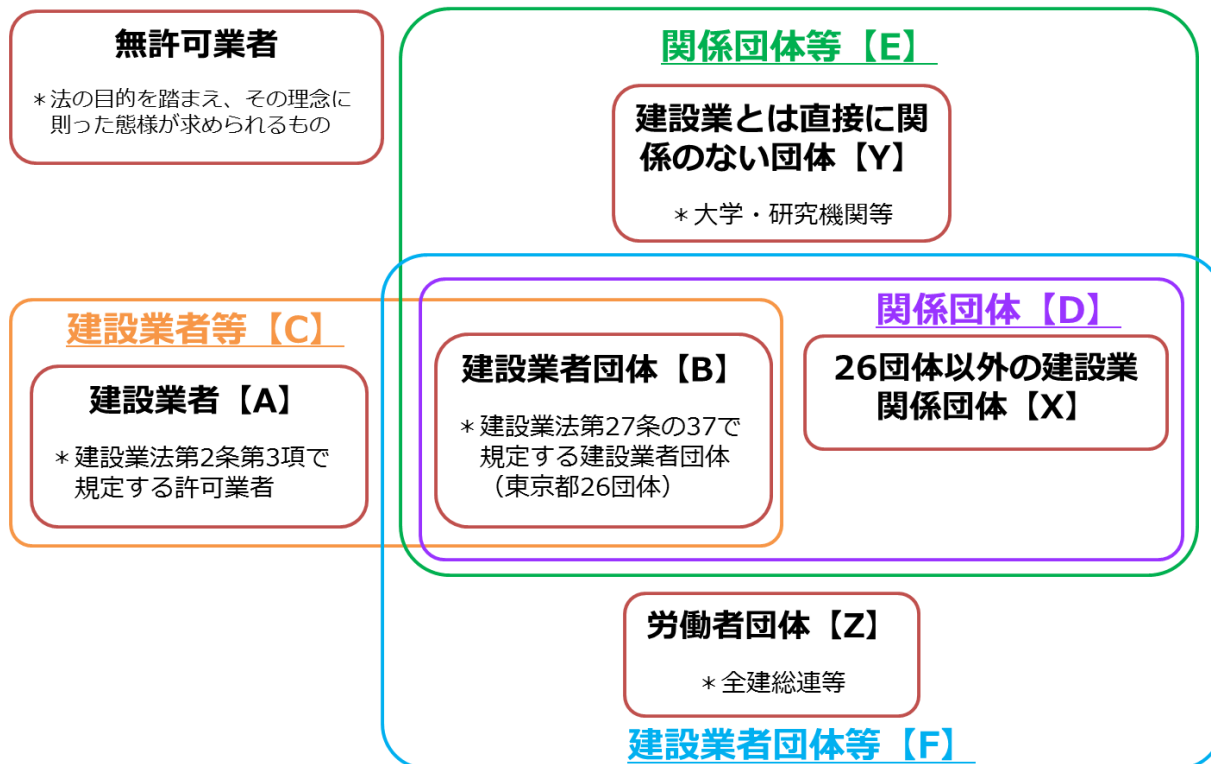 無許可業者
＊法の目的を踏まえ、その理念に
則った態様が求められるもの
関係団体等【E】
建設業とは直接に関
係のない団体【Y】
＊大学・研究機関等
建設業者等【C】
建設業者【A】
＊建設業法第2条第3項で
規定する許可業者
建設業者団体【B】
＊建設業法第27条の37で
規定する建設業者団体
（東京都26団体）
関係団体【D】
26団体以外の建設業
関係団体【X】
労働者団体【Z】
＊全建総連等
建設業者団体等【F】